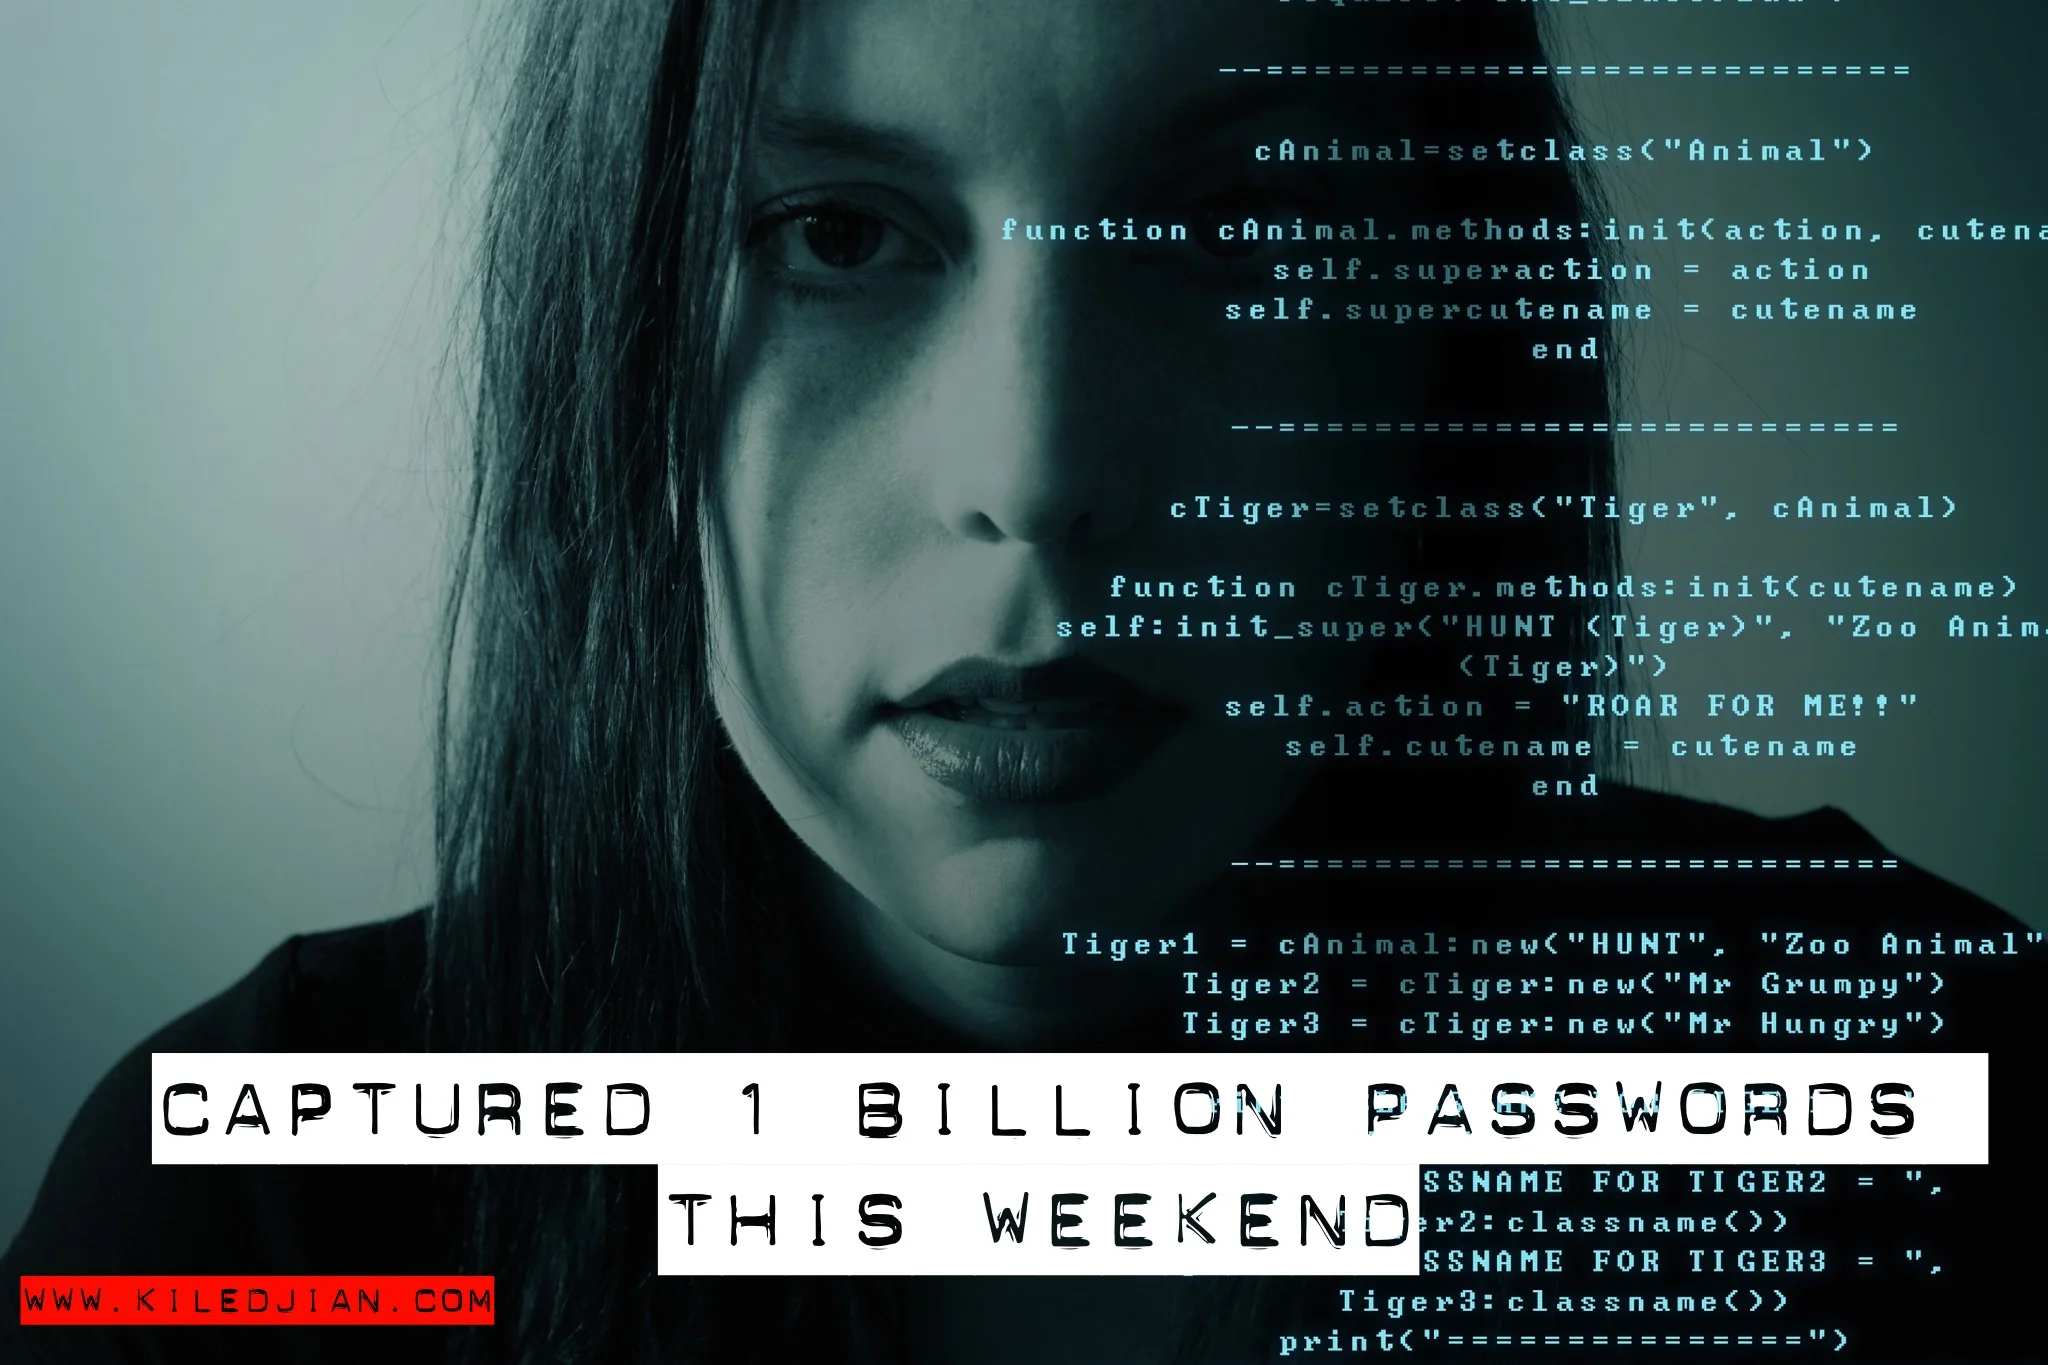 --===========================
cAnimal=setclass("Animal")
function cAnimal.methods:init(action, cutena
self.superaction = action
self.supercutename = cutename
end
--==========================
cTiger=setclass("Tiger", cAnimal)
function cTiger.methods:init(cutename)
self:init_super("HUNT (Tiger)", "Zoo Anim
(Tiger)")
self.action = "ROAR FOR ME!!"
self.cutename = cutename
end
--==========================
Tiger1 = cAnimal:new("HUNT", "Zoo Animal"
Tiger2 = cTiger:new("Mr Grumpy")
Tiger3 = cTiger:new("Mr Hungry")
CAPTURED 1 BILLION PASSWORDS
THIS WEEKEND
SSNAME FOR TIGER2 = ",
er2:classname())
SSNAME FOR TIGER3 = ",
Tiger3:classname())
print("===============")
WWW.KILEDJIAN.COM